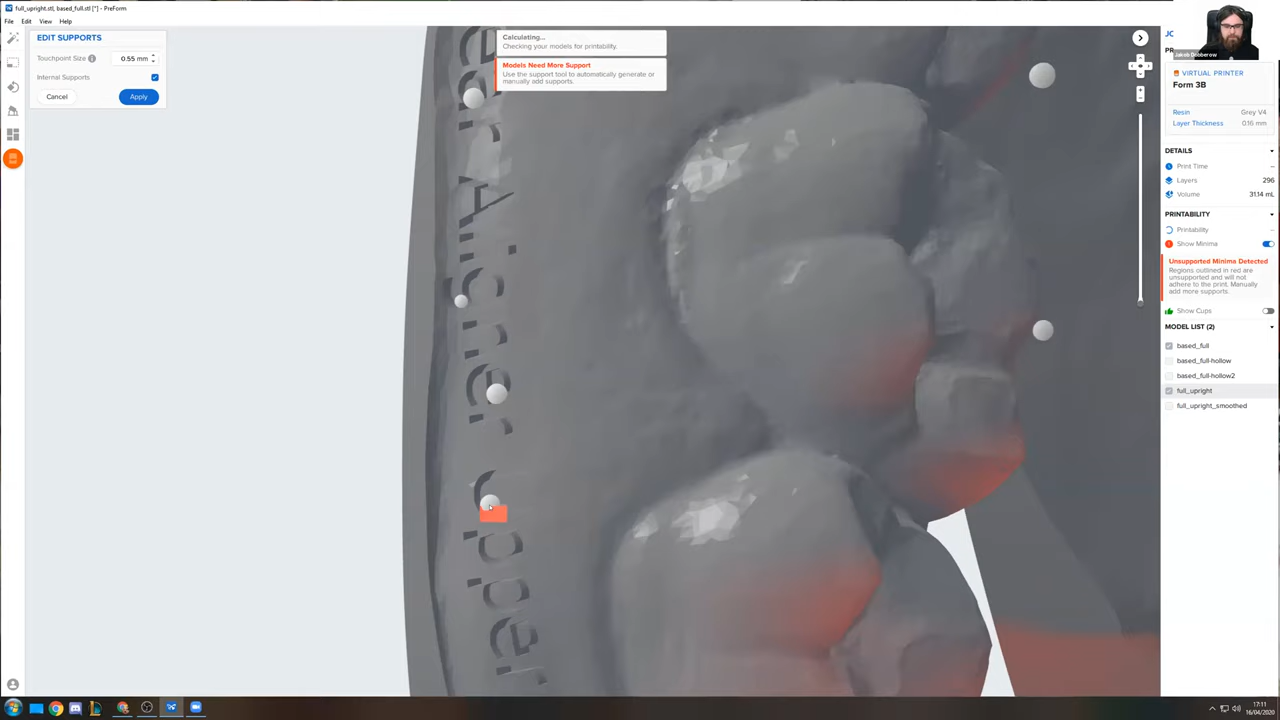 full_upright.stl, based_full.stl [*] - PreForm
File Edit View Help
EDIT SUPPORTS
Touchpoint Size 0.55 mm
Internal Supports
Cancel Apply
Calculating...
Checking your models for printability.
Models Need More Support
Use the support tool to automatically generate or
manually add supports.
Jakob Droberow
VIRTUAL PRINTER
Form 3B
Resin Grey V4
Layer Thickness 0.16 mm
DETAILS
Print Time --
Layers 296
Volume 31.14 mL
PRINTABILITY
Printability --
Show Minima
Unsupported Minima Detected
Regions outlined in red are
unsupported and will not
adhere to the print. Manually
add more supports.
Show Cups
MODEL LIST (2)
based_full
based_full-hollow
based_full-hollow2
full_upright
full_upright_smoothed
17:11
16/04/2020